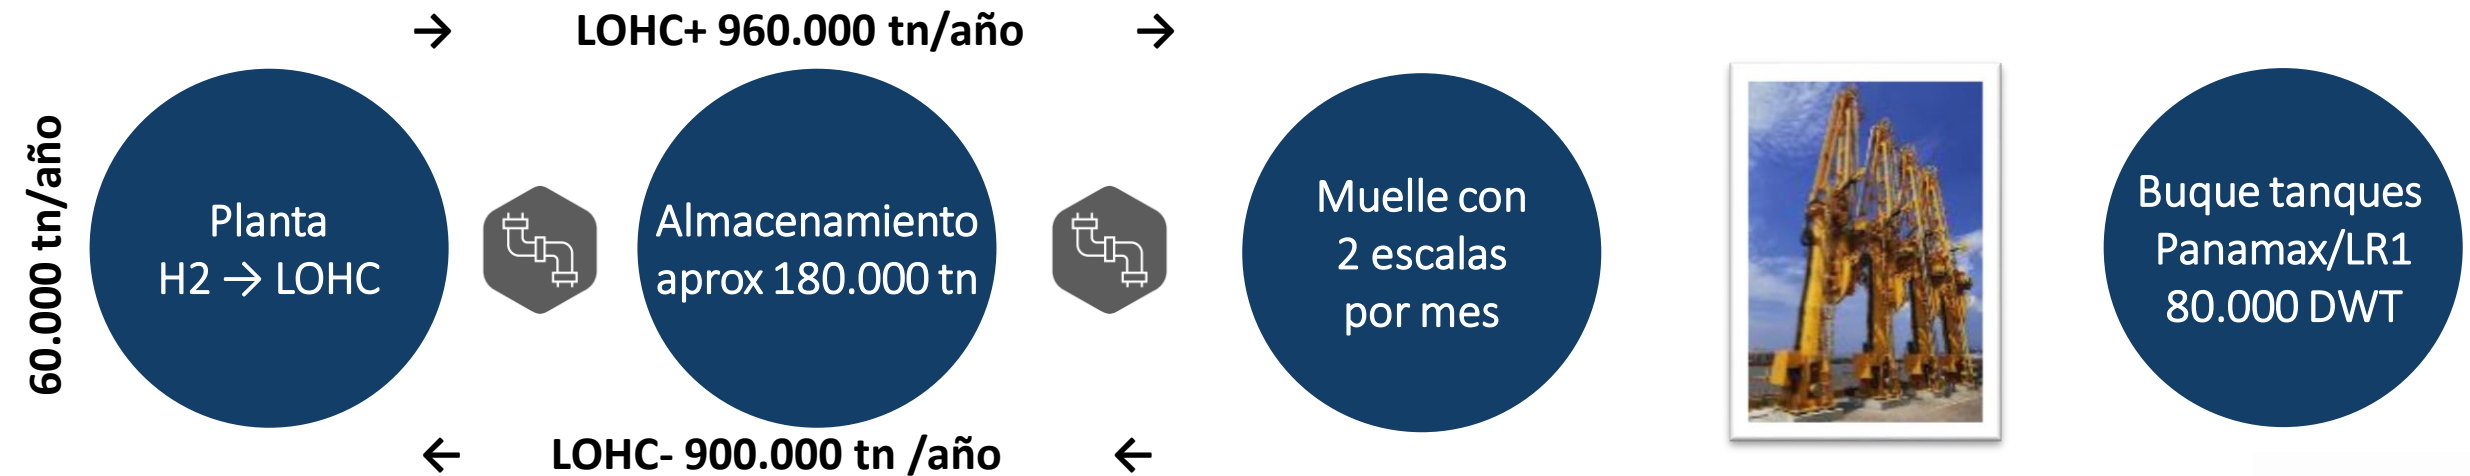 LOHC+ 960.000 tn/año
60.000 tn/año
Planta
H2 → LOHC
Almacenamiento
aprox 180.000 tn
Muelle con
2 escalas
por mes
Buque tanques
Panamax/LR1
80.000 DWT
LOHC- 900.000 tn /año